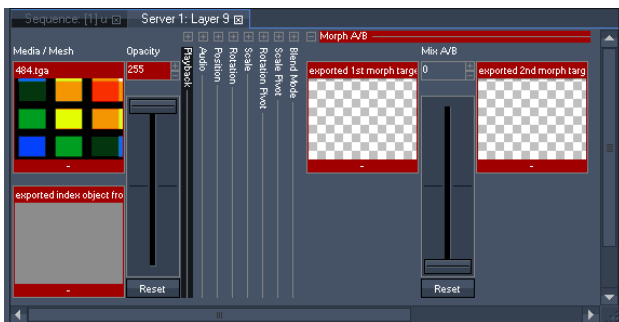 Sequence: [1] u
Server 1: Layer 9
Morph A/B
Media / Mesh
Opacity
Mix A/B
484.tga
255
Playback
Audio
Position
Rotation
Scale
Rotation Pivot
Scale Pivot
Blend Mode
exported 1st morph targe
0
exported 2nd morph targ
-
-
-
exported index object fro
-
Reset
Reset